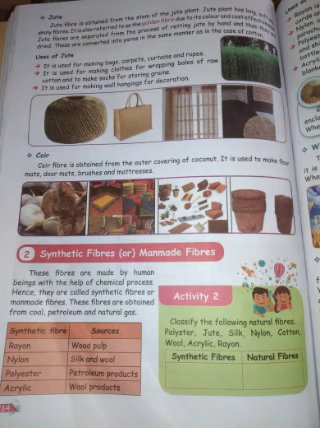 Jute
Jute fibre is obtained from the stem of the jute plant. Jute plant has long, soft
shiny fibres. It is also referred to as the golden fibre due to its colour and cost-effectiv
Jute fibres are separated from the process of retting jute by hand and then
dried. These are converted into yarn in the same manner as in the case of cotton.
Uses of Jute
➔ It is used for making bags, carpets, curtains and ropes.
➔ It is used for making clothes for wrapping bales of raw
cotton and to make sacks for storing grains.
➔ It is used for making wall hangings for decoration.
Coir
Coir fibre is obtained from the outer covering of coconut. It is used to make floor
mats, door mats, brushes and mattresses.
2 Synthetic Fibres (or) Manmade Fibres
These fibres are made by human
beings with the help of chemical process.
Hence, they are called synthetic fibres or
manmade fibres. These fibres are obtained
from coal, petroleum and natural gas.
Synthetic fibre Sources
Rayon Wood pulp
Nylon Silk and wool
Polyester Petroleum products
Acrylic Wool products
Activity 2
Classify the following natural fibres.
Polyester, Jute, Silk, Nylon, Cotton,
Wool, Acrylic, Rayon.
Synthetic Fibres Natural Fibres
14